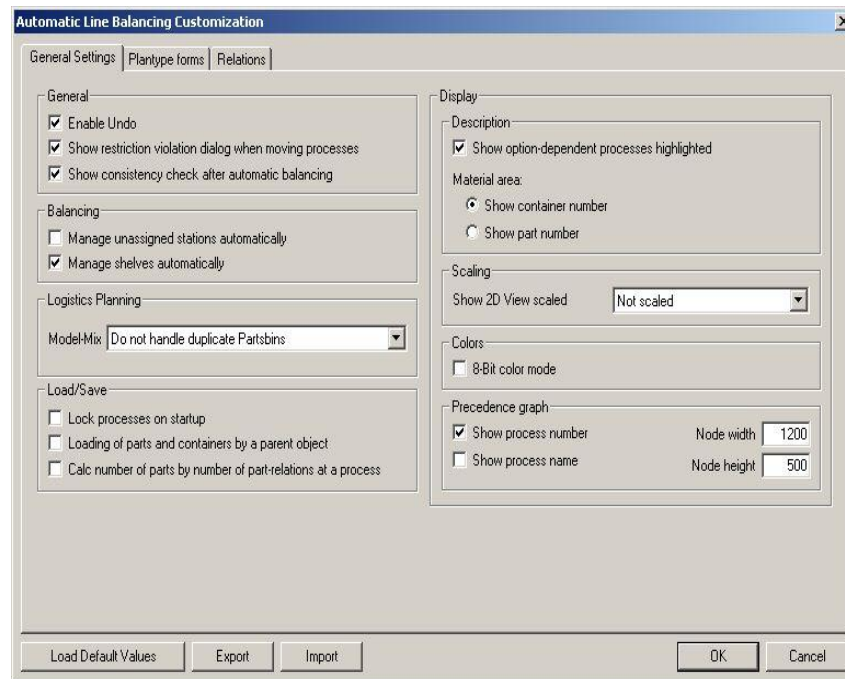 Automatic Line Balancing Customization
General Settings
Plantype forms
Relations
General
Enable Undo
Show restriction violation dialog when moving processes
Show consistency check after automatic balancing
Balancing
Manage unassigned stations automatically
Manage shelves automatically
Logistics Planning
Model-Mix
Do not handle duplicate Partsbins
Load/Save
Lock processes on startup
Loading of parts and containers by a parent object
Calc number of parts by number of part-relations at a process
Display
Description
Show option-dependent processes highlighted
Material area:
Show container number
Show part number
Scaling
Show 2D View scaled
Not scaled
Colors
8-Bit color mode
Precedence graph
Show process number
Node width
1200
Show process name
Node height
500
Load Default Values
Export
Import
OK
Cancel